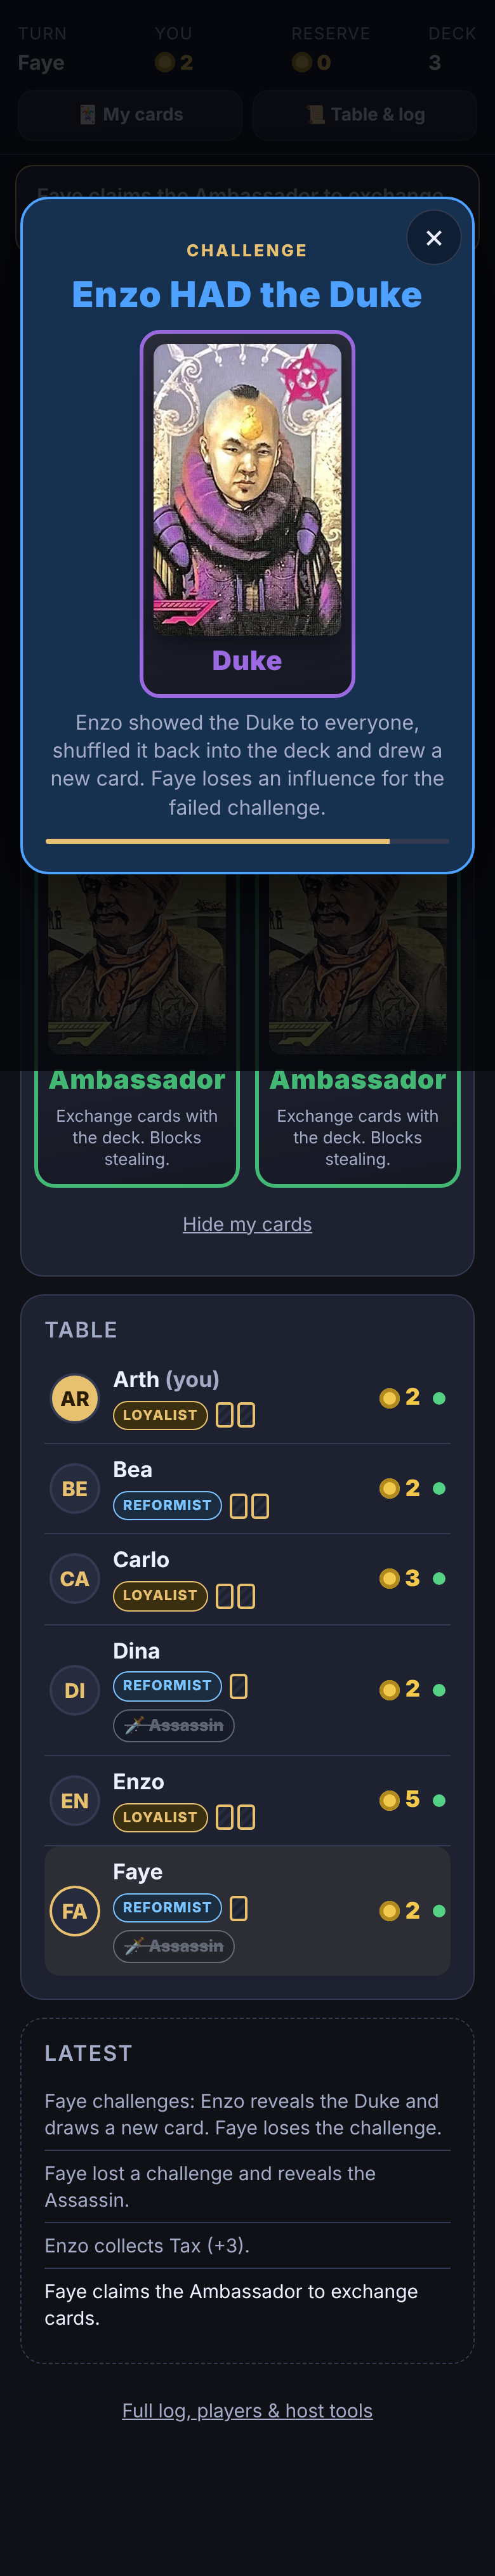 TURN
YOU
RESERVE
DECK
Faye
2
0
3
🃏 My cards
📜 Table & log
Faye claims the Ambassador to exchange
CHALLENGE
Enzo HAD the Duke
Duke
Enzo showed the Duke to everyone,
shuffled it back into the deck and drew a
new card. Faye loses an influence for the
failed challenge.
Ambassador
Ambassador
Exchange cards with
the deck. Blocks
stealing.
Exchange cards with
the deck. Blocks
stealing.
Hide my cards
TABLE
AR
Arth (you)
LOYALIST
2
BE
Bea
REFORMIST
2
CA
Carlo
LOYALIST
3
DI
Dina
REFORMIST
🗡️ Assassin
2
EN
Enzo
LOYALIST
5
FA
Faye
REFORMIST
🗡️ Assassin
2
LATEST
Faye challenges: Enzo reveals the Duke and
draws a new card. Faye loses the challenge.
Faye lost a challenge and reveals the
Assassin.
Enzo collects Tax (+3).
Faye claims the Ambassador to exchange
cards.
Full log, players & host tools